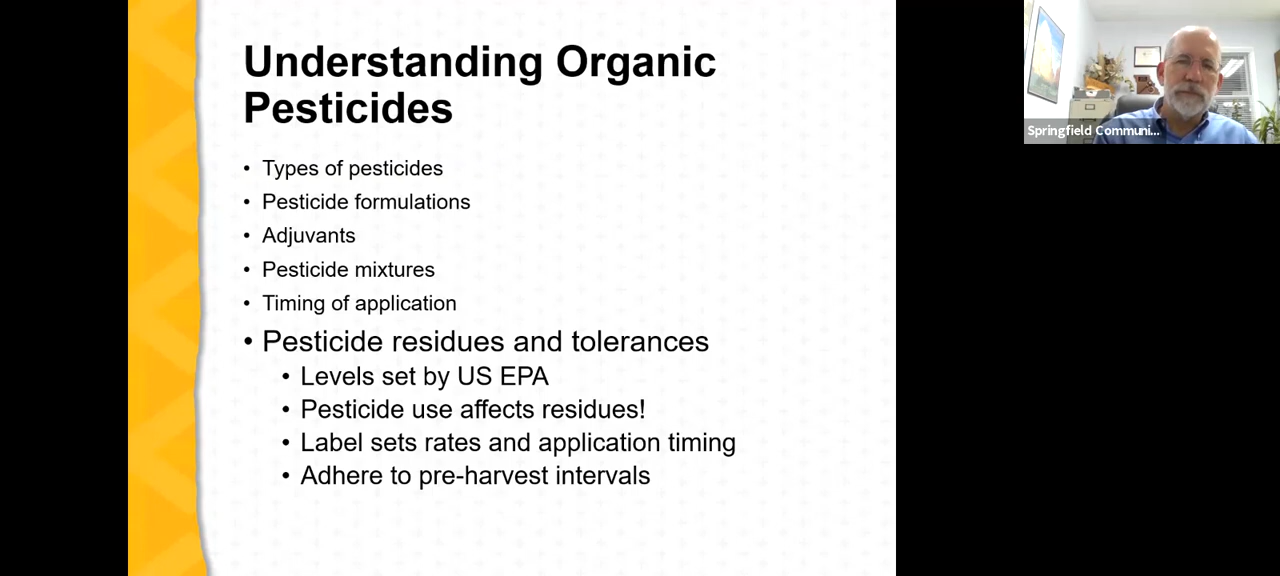 Understanding Organic
Pesticides
• Types of pesticides
• Pesticide formulations
• Adjuvants
• Pesticide mixtures
• Timing of application
• Pesticide residues and tolerances
• Levels set by US EPA
• Pesticide use affects residues!
• Label sets rates and application timing
• Adhere to pre-harvest intervals
Springfield Communi...